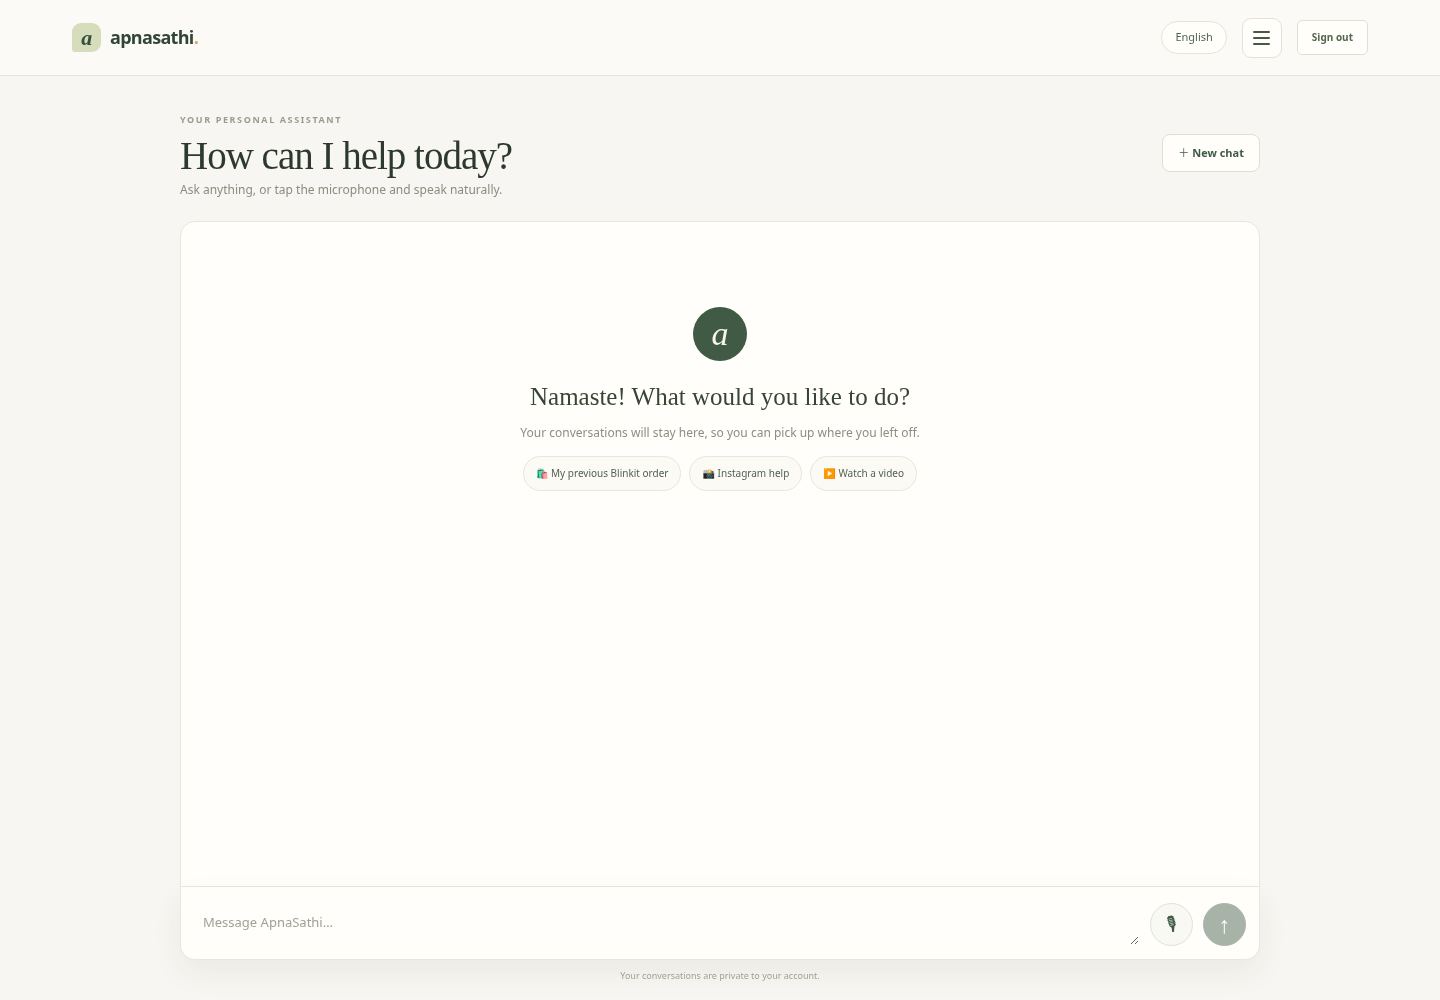 a apnasathi.
English
Sign out
YOUR PERSONAL ASSISTANT
How can I help today?
+ New chat
Ask anything, or tap the microphone and speak naturally.
a
Namaste! What would you like to do?
Your conversations will stay here, so you can pick up where you left off.
My previous Blinkit order
Instagram help
Watch a video
Message ApnaSathi...
↑
Your conversations are private to your account.